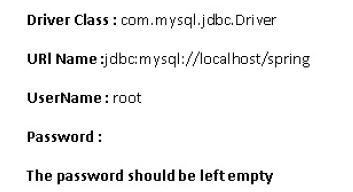 Driver Class : com.mysql.jdbc.Driver
URl Name :jdbc:mysql://localhost/spring
UserName : root
Password :
The password should be left empty